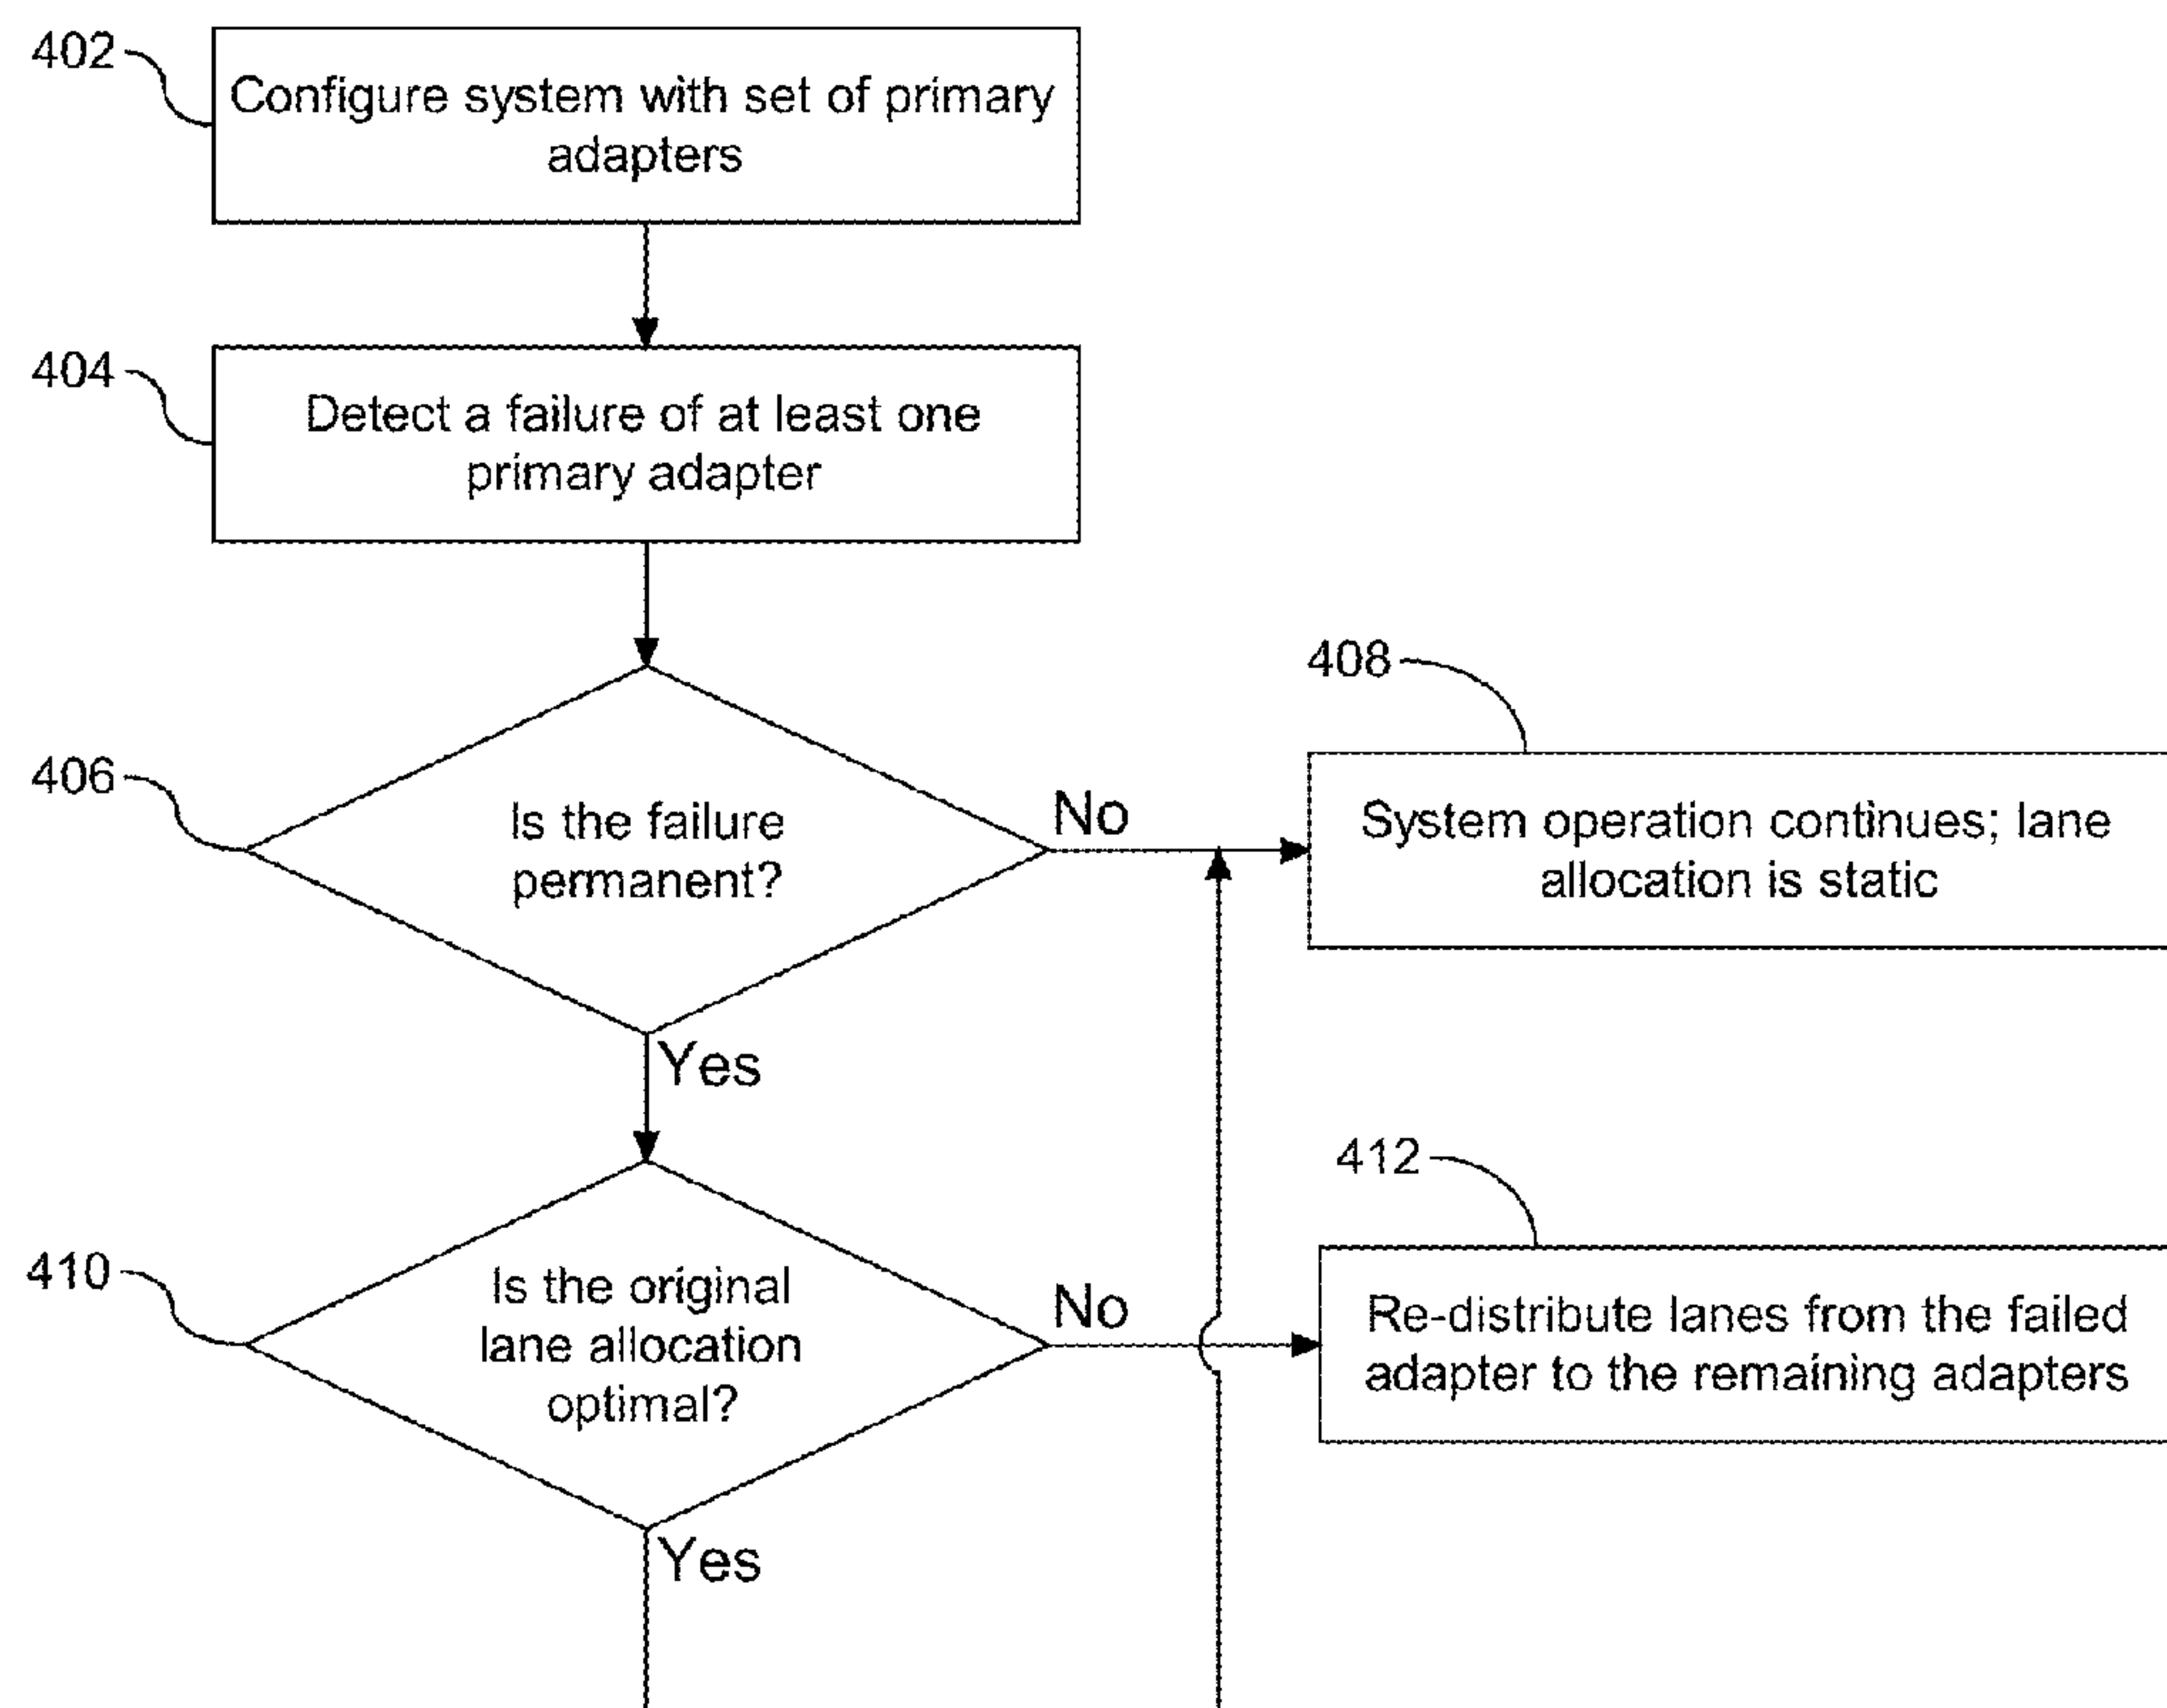 402
Configure system with set of primary
adapters
404
Detect a failure of at least one
primary adapter
406
Is the failure
permanent?
No
408
System operation continues; lane
allocation is static
Yes
410
Is the original
lane allocation
optimal?
No
412
Re-distribute lanes from the failed
adapter to the remaining adapters
Yes